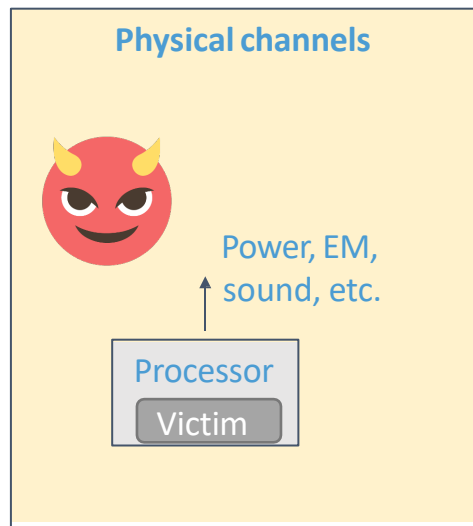 Physical channels
Power, EM,
sound, etc.
Processor
Victim